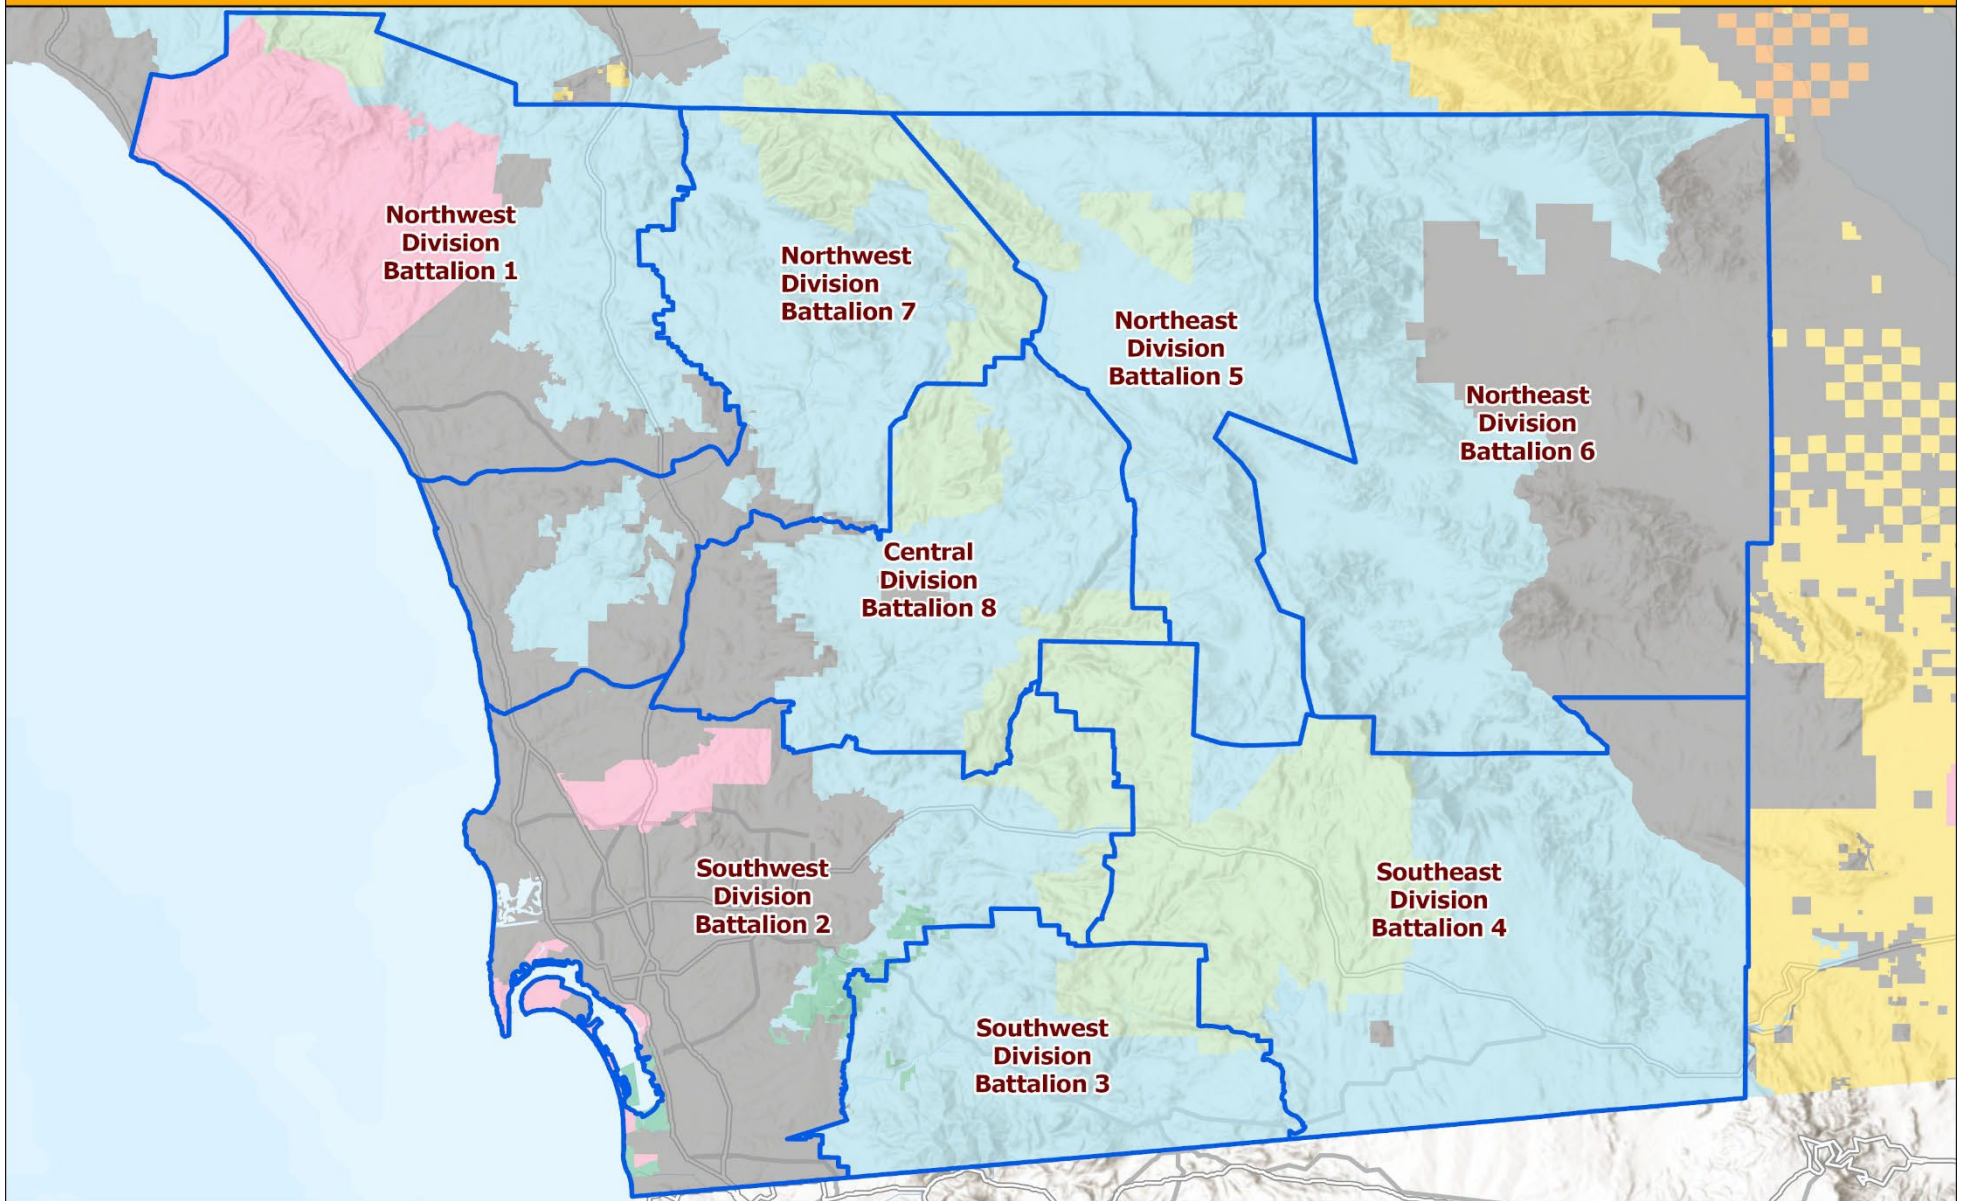 Northwest
Division
Battalion 1
Northwest
Division
Battalion 7
Northeast
Division
Battalion 5
Northeast
Division
Battalion 6
Central
Division
Battalion 8
Southwest
Division
Battalion 2
Southeast
Division
Battalion 4
Southwest
Division
Battalion 3